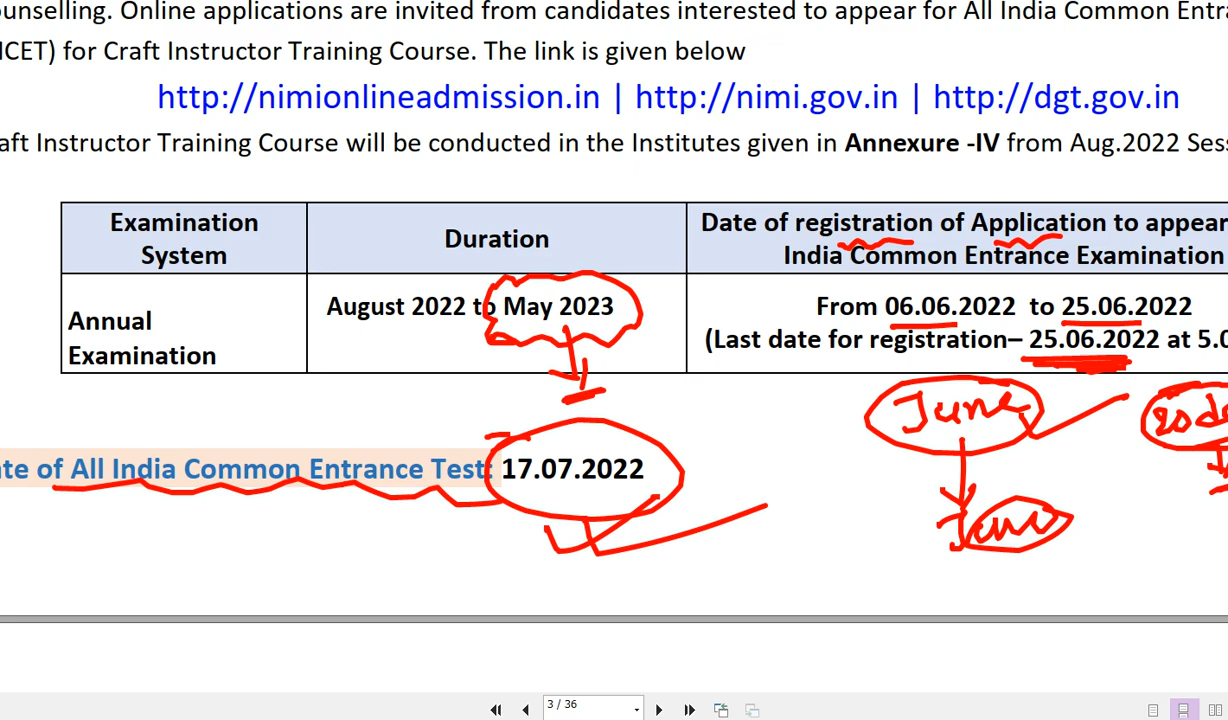 ounselling. Online applications are invited from candidates interested to appear for All India Common Entra
ICET) for Craft Instructor Training Course. The link is given below
http://nimionlineadmission.in | http://nimi.gov.in | http://dgt.gov.in
aft Instructor Training Course will be conducted in the Institutes given in Annexure -IV from Aug.2022 Sess
Examination System
Duration
Date of registration of Application to appear
India Common Entrance Examination
Annual Examination
August 2022 to May 2023
From 06.06.2022 to 25.06.2022
(Last date for registration– 25.06.2022 at 5.0
June
20 da
ate of All India Common Entrance Test: 17.07.2022
3 / 36